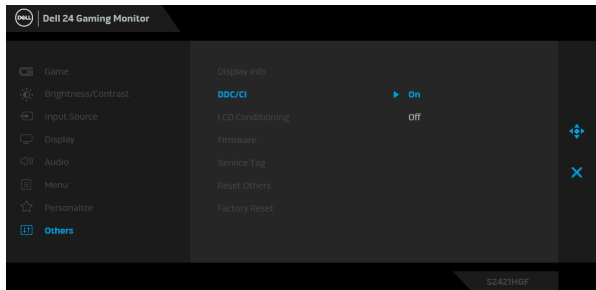 DELL Dell 24 Gaming Monitor
Game
Display Info
Brightness/Contrast
DDC/CI On
Input Source
LCD Conditioning Off
Display
Firmware
Audio
Service Tag
Menu
Reset Others
Personalize
Factory Reset
Others
S2421HGF